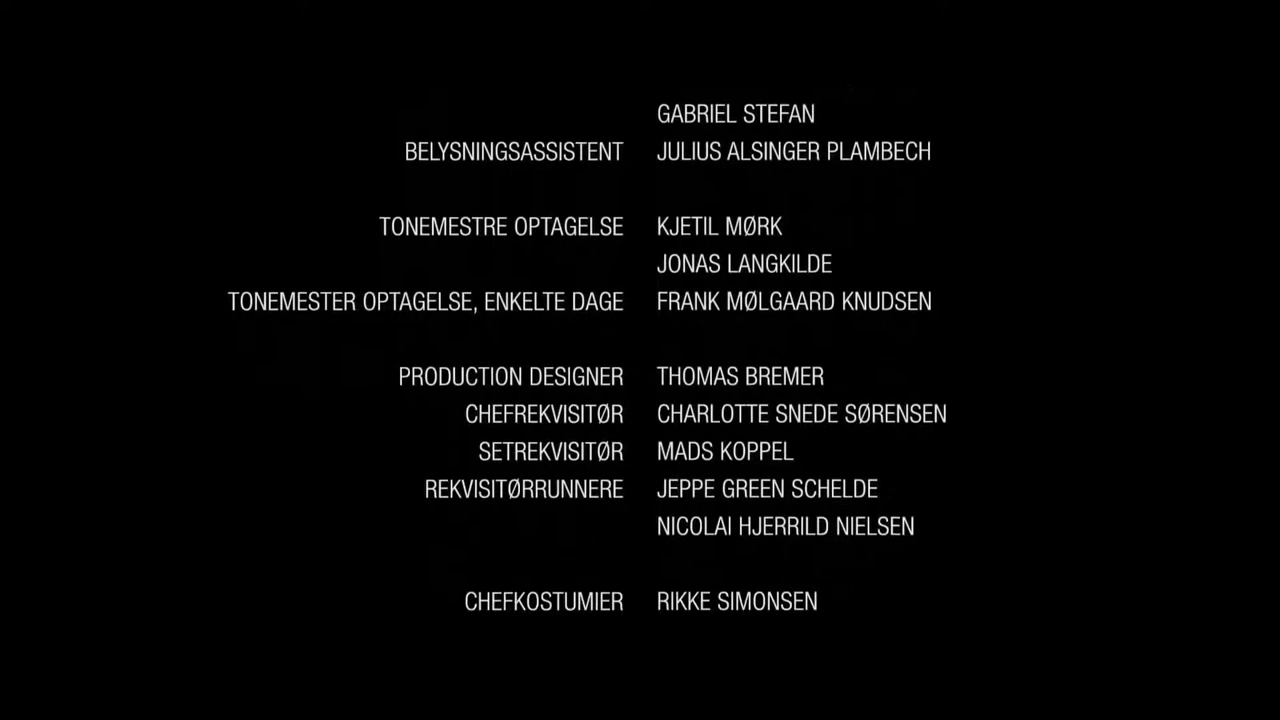 GABRIEL STEFAN
BELYSNINGSASSISTENT JULIUS ALSINGER PLAMBECH
TONEMESTRE OPTAGELSE KJETIL MØRK
JONAS LANGKILDE
TONEMESTER OPTAGELSE, ENKELTE DAGE FRANK MØLGAARD KNUDSEN
PRODUCTION DESIGNER THOMAS BREMER
CHEFREKVISITØR CHARLOTTE SNEDE SØRENSEN
SETREKVISITØR MADS KOPPEL
REKVISITØRRUNNERE JEPPE GREEN SCHELDE
NICOLAI HJERRILD NIELSEN
CHEFKOSTUMIER RIKKE SIMONSEN